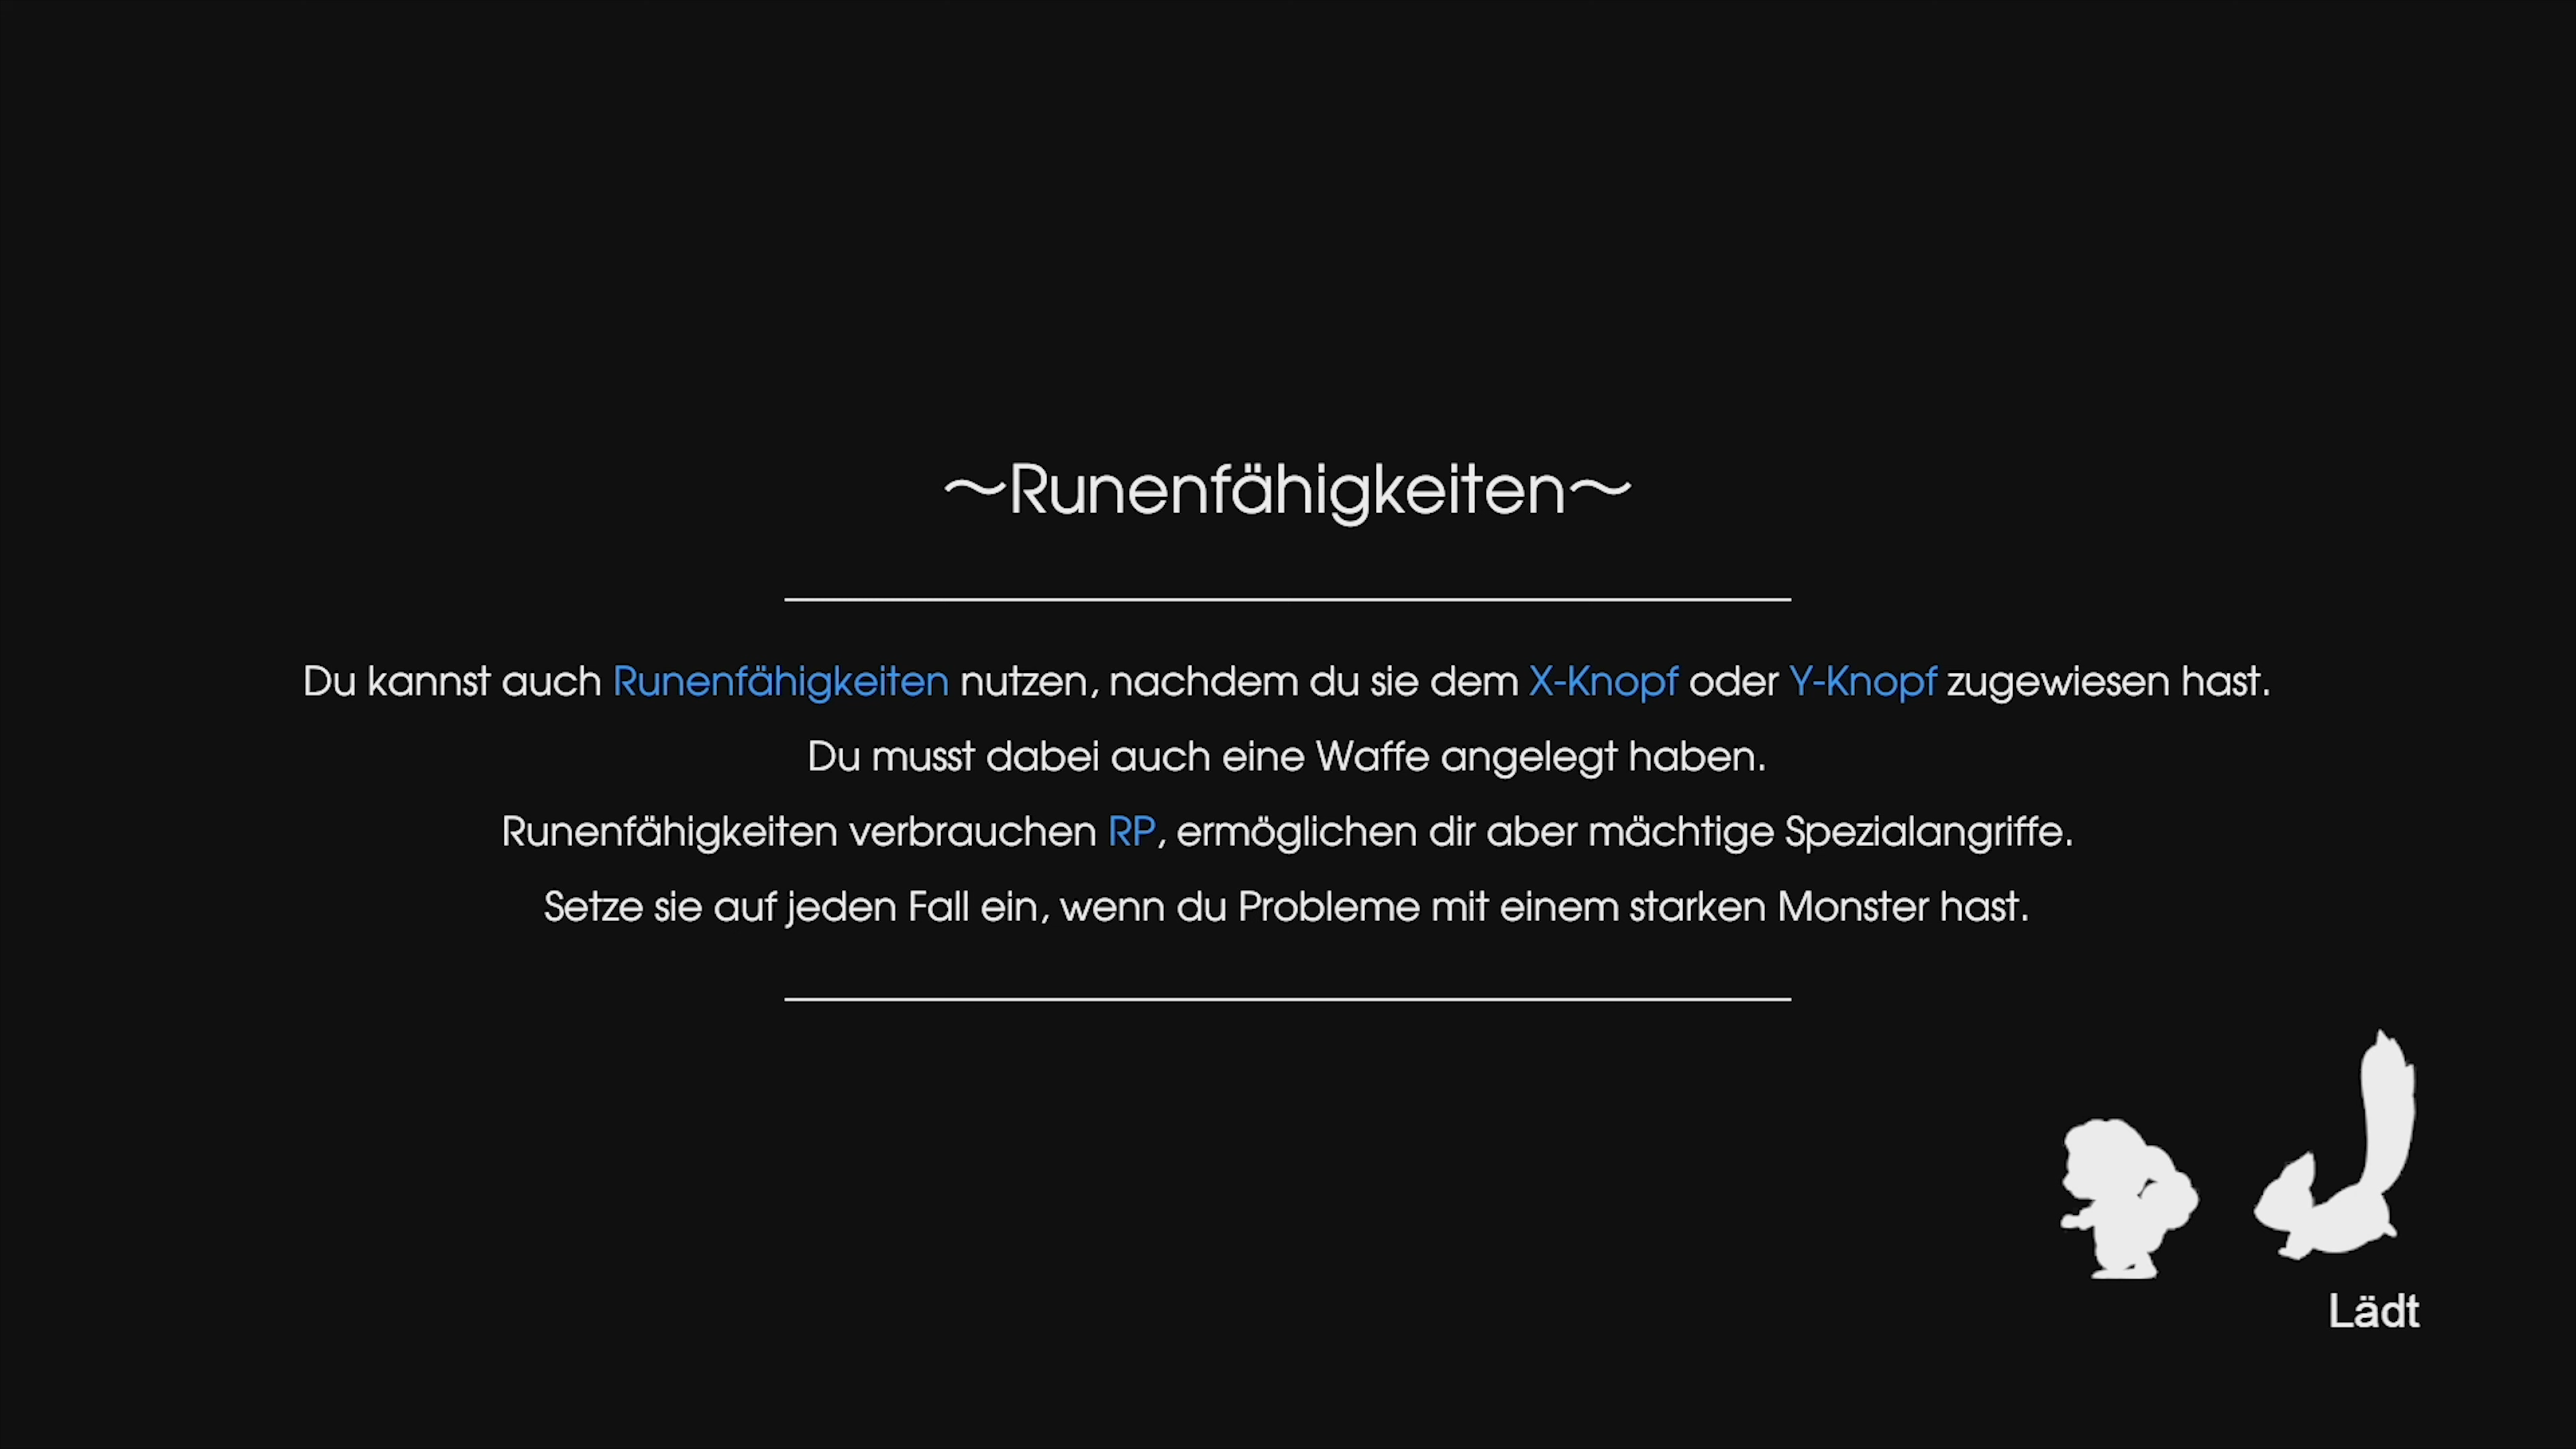 ～Runenfähigkeiten～
Du kannst auch Runenfähigkeiten nutzen, nachdem du sie dem X-Knopf oder Y-Knopf zugewiesen hast.
Du musst dabei auch eine Waffe angelegt haben.
Runenfähigkeiten verbrauchen RP, ermöglichen dir aber mächtige Spezialangriffe.
Setze sie auf jeden Fall ein, wenn du Probleme mit einem starken Monster hast.
Lädt